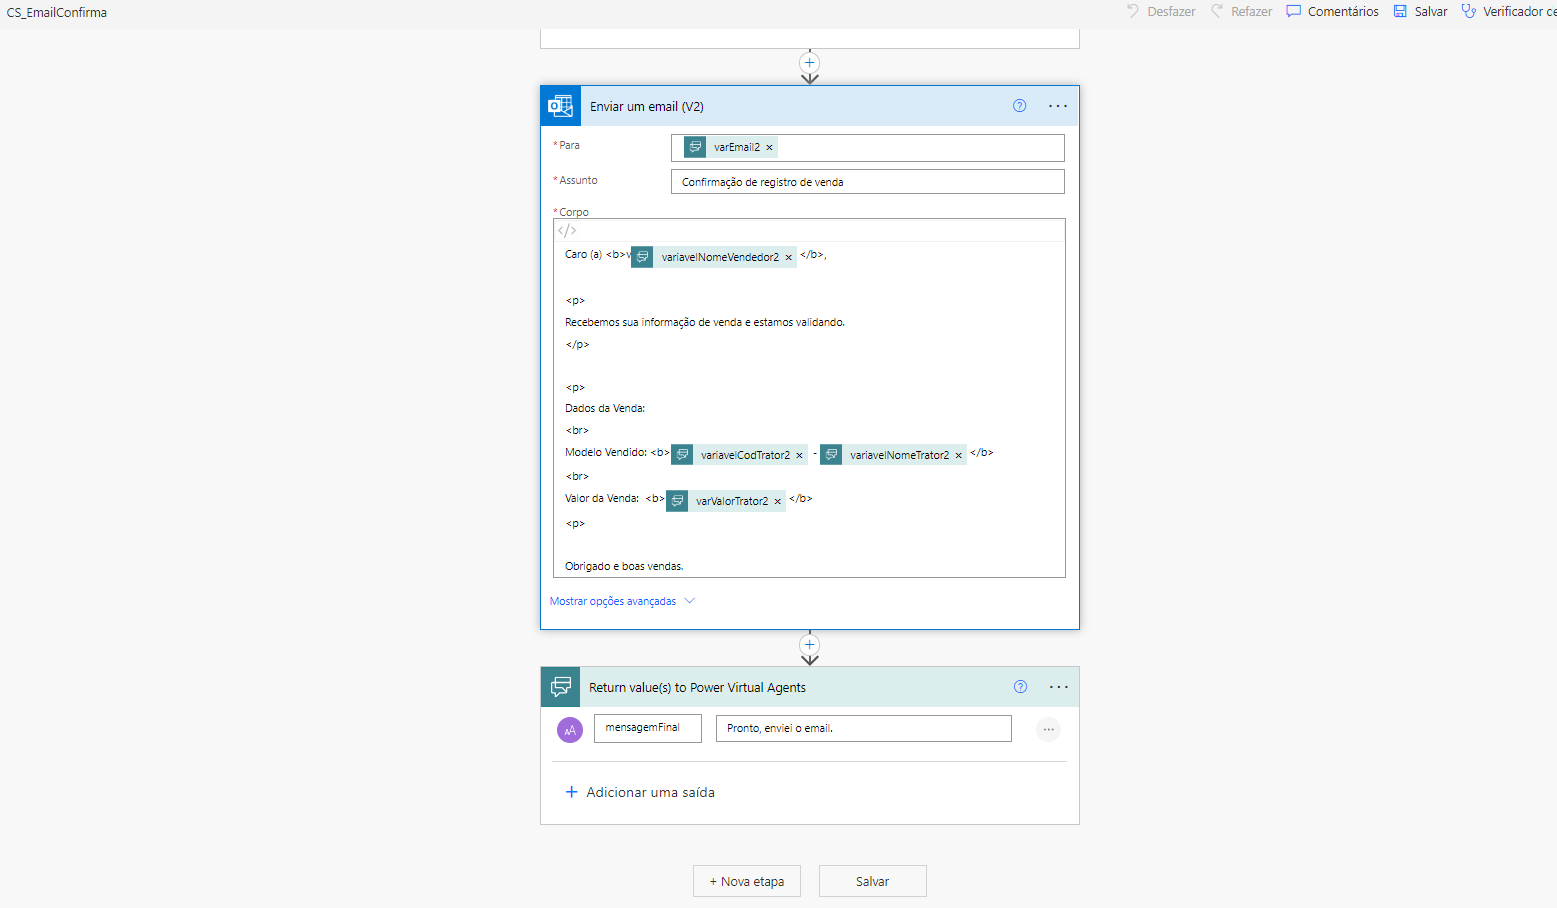 CS_EmailConfirma
Desfazer Refazer Comentários Salvar Verificador
Enviar um email (V2)
* Para varEmail2 ×
* Assunto Confirmação de registro de venda
* Corpo
</>
Caro (a) <b>v variavelNomeVendedor2 × </b>,
<p>
Recebemos sua informação de venda e estamos validando.
</p>
<p>
Dados da Venda:
<br>
Modelo Vendido: <b> variavelCodTrator2 × - variavelNomeTrator2 × </b>
<br>
Valor da Venda: <b> varValorTrator2 × </b>
<p>
Obrigado e boas vendas.
Mostrar opções avançadas
Return value(s) to Power Virtual Agents
mensagemFinal Pronto, enviei o email.
+ Adicionar uma saída
+ Nova etapa Salvar